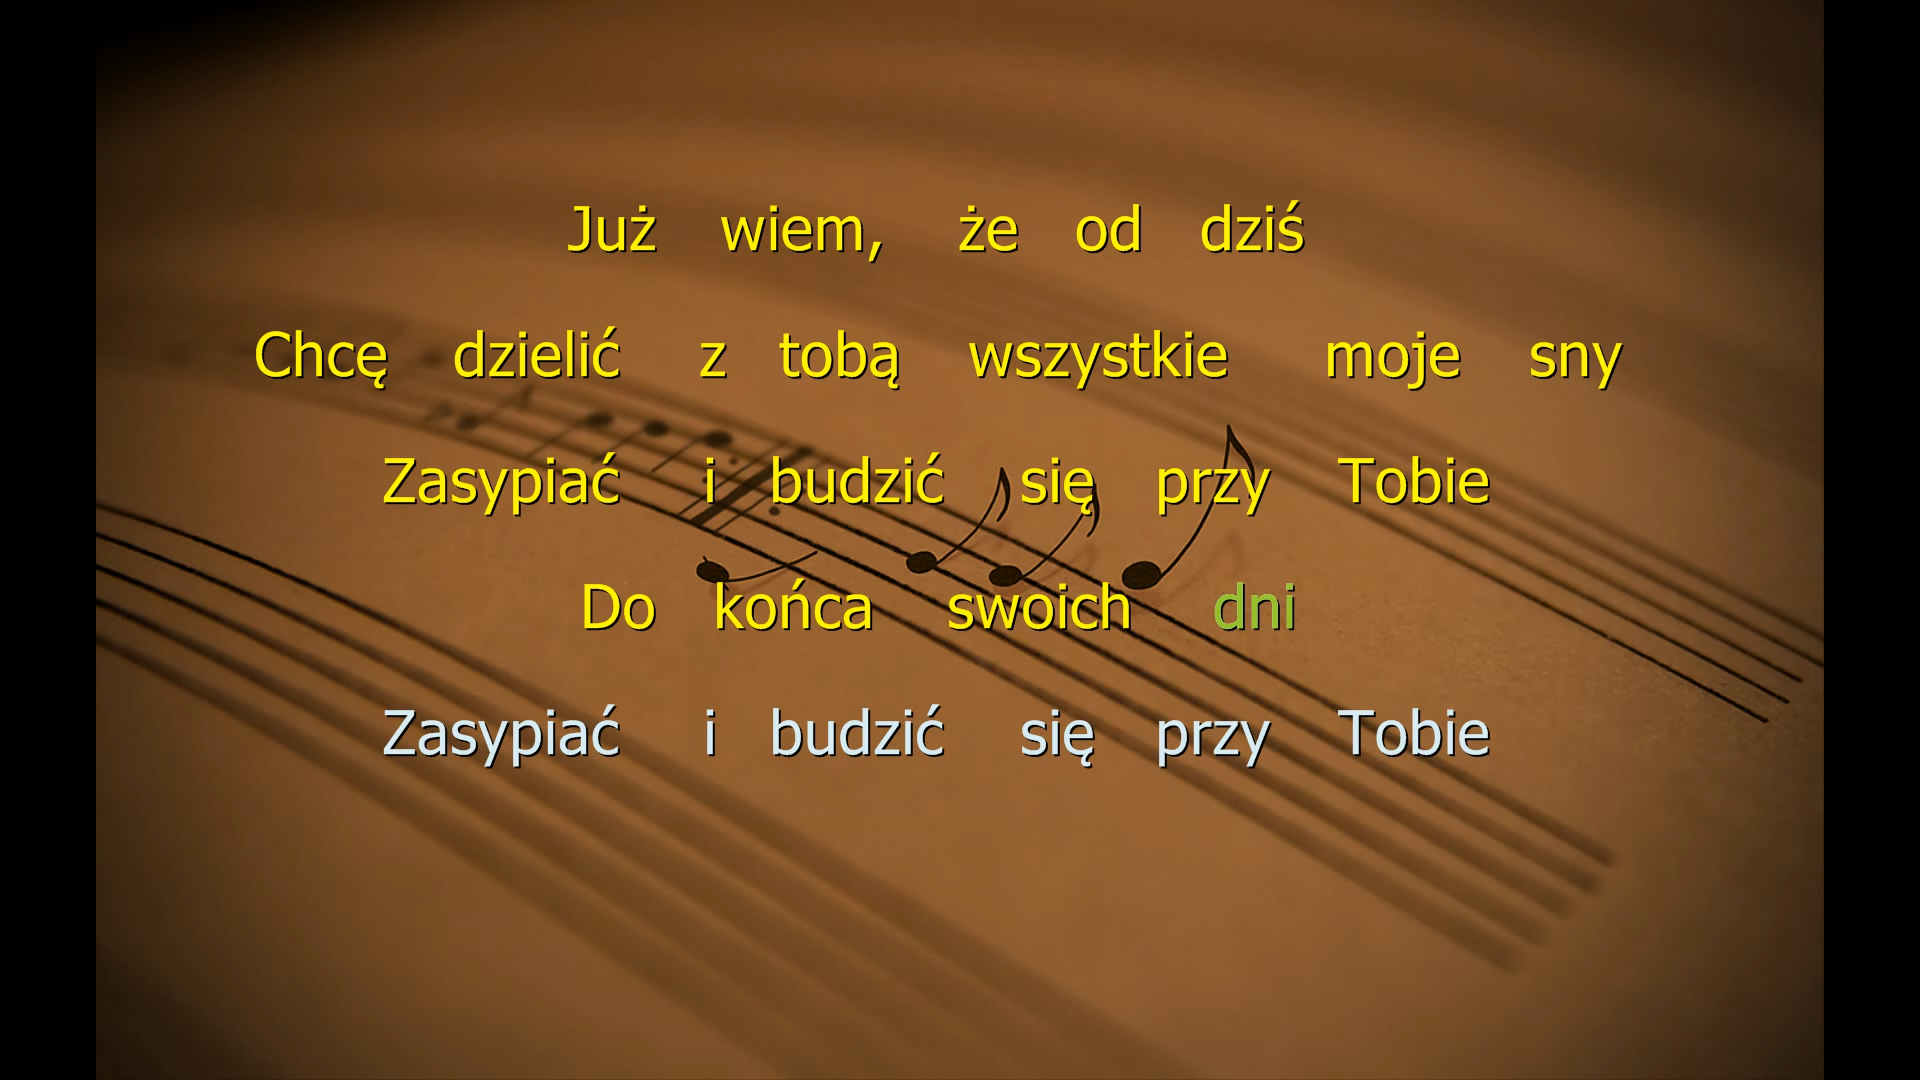 Już wiem, że od dziś
Chcę dzielić z tobą wszystkie moje sny
Zasypiać i budzić się przy Tobie
Do końca swoich dni
Zasypiać i budzić się przy Tobie